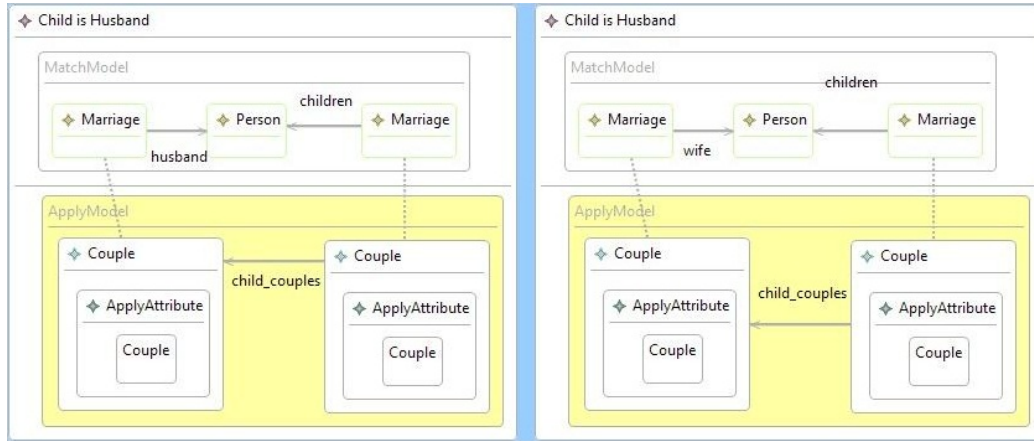 Child is Husband
MatchModel
children
Marriage
Person
Marriage
husband
ApplyModel
Couple
Couple
child_couples
ApplyAttribute
ApplyAttribute
Couple
Couple
Child is Husband
MatchModel
children
Marriage
Person
Marriage
wife
ApplyModel
Couple
Couple
child_couples
ApplyAttribute
ApplyAttribute
Couple
Couple